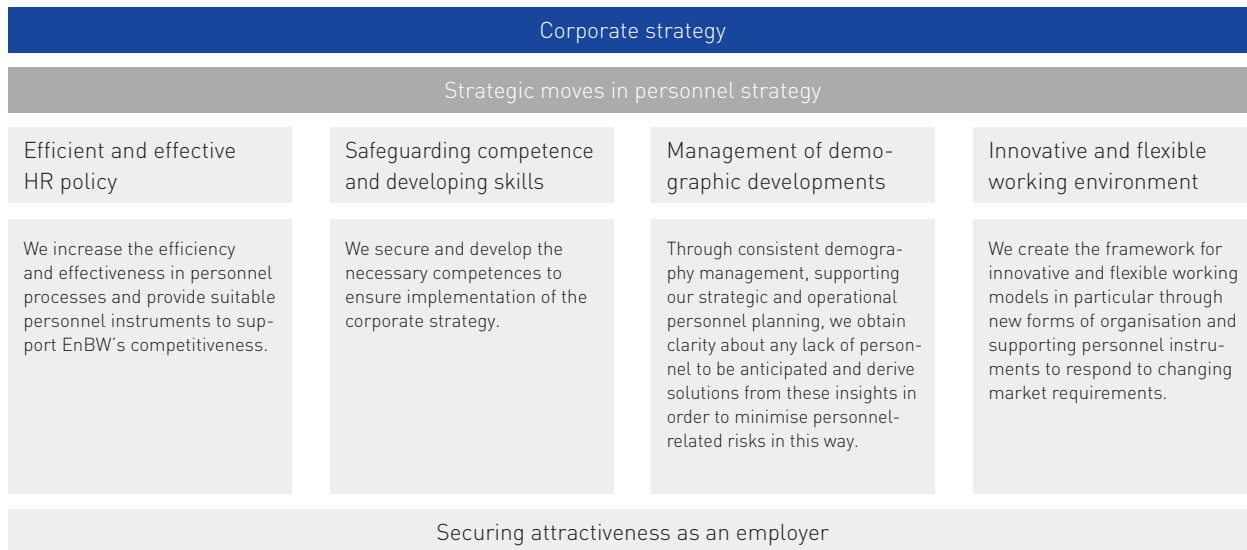 Corporate strategy
Strategic moves in personnel strategy
Efficient and effective
HR policy
We increase the efficiency
and effectiveness in personnel
processes and provide suitable
personnel instruments to sup-
port EnBW's competitiveness.
Safeguarding competence
and developing skills
We secure and develop the
necessary competences to
ensure implementation of the
corporate strategy.
Management of demo-
graphic developments
Through consistent demogra-
phy management, supporting
our strategic and operational
personnel planning, we obtain
clarity about any lack of person-
nel to be anticipated and derive
solutions from these insights in
order to minimise personnel-
related risks in this way.
Innovative and flexible
working environment
We create the framework for
innovative and flexible working
models in particular through
new forms of organisation and
supporting personnel instru-
ments to respond to changing
market requirements.
Securing attractiveness as an employer